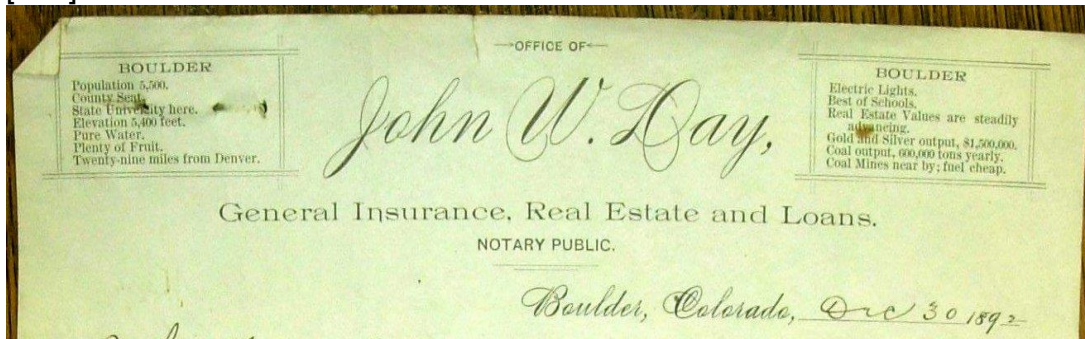 OFFICE OF
John W. Day,
General Insurance, Real Estate and Loans.
NOTARY PUBLIC.
BOULDER
Population 5,500.
County Seat.
State University here.
Elevation 5,400 feet.
Pure Water.
Plenty of Fruit.
Twenty-nine miles from Denver.
BOULDER
Electric Lights.
Best of Schools.
Real Estate Values are steadily
advancing.
Gold and Silver output, $1,500,000.
Coal output, 600,000 tons yearly.
Coal Mines near by; fuel cheap.
Boulder, Colorado, Dec 30 1892